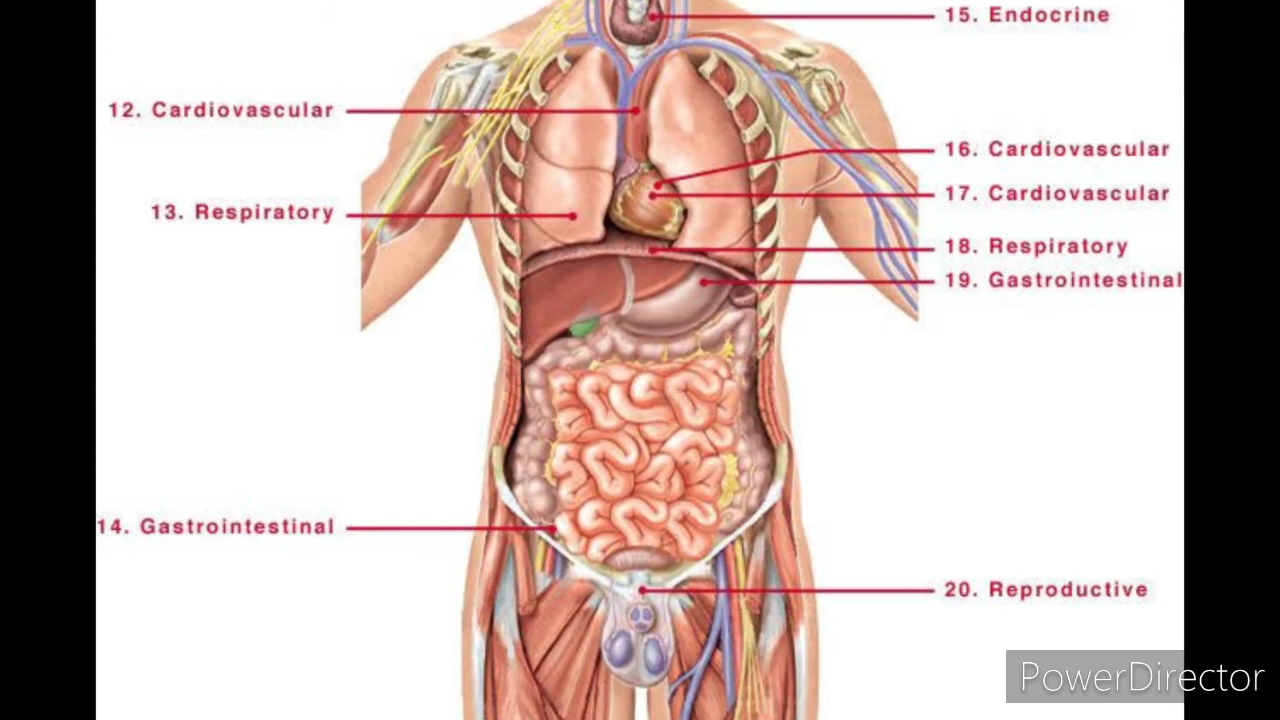 12. Cardiovascular
13. Respiratory
14. Gastrointestinal
15. Endocrine
16. Cardiovascular
17. Cardiovascular
18. Respiratory
19. Gastrointestinal
20. Reproductive
PowerDirector